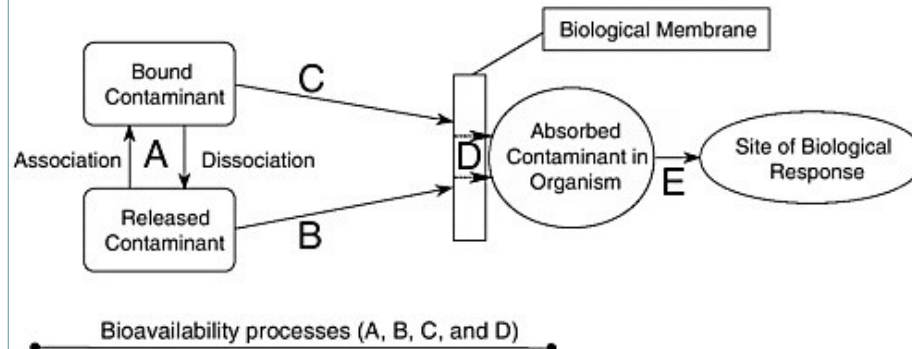 Biological Membrane
Bound
Contaminant
C
Association
A
Dissociation
D
Absorbed
Contaminant in
Organism
E
Site of Biological
Response
Released
Contaminant
B
Bioavailability processes (A, B, C, and D)